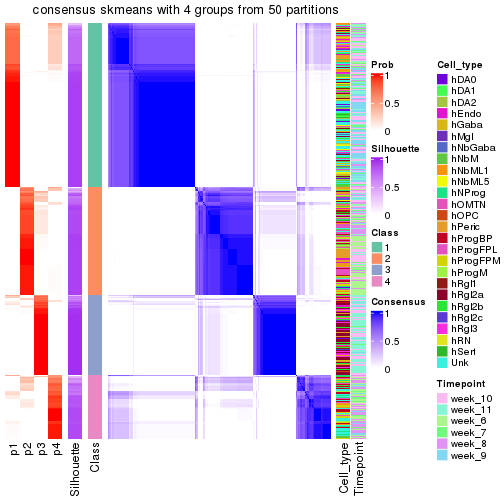 consensus skmeans with 4 groups from 50 partitions
Prob
1
0.5
0
Silhouette
1
0.5
0
Class
1
2
3
4
Consensus
1
0.5
0
Cell_type
hDA0
hDA1
hDA2
hEndo
hGaba
hMgl
hNbGaba
hNbM
hNbML1
hNbML5
hNProg
hOMTN
hOPC
hPeric
hProgBP
hProgFPL
hProgFPM
hProgM
hRgl1
hRgl2a
hRgl2b
hRgl2c
hRgl3
hRN
hSert
Unk
Timepoint
week_10
week_11
week_6
week_7
week_8
week_9
p1
p2
p3
p4
Silhouette
Class
Cell_type
Timepoint